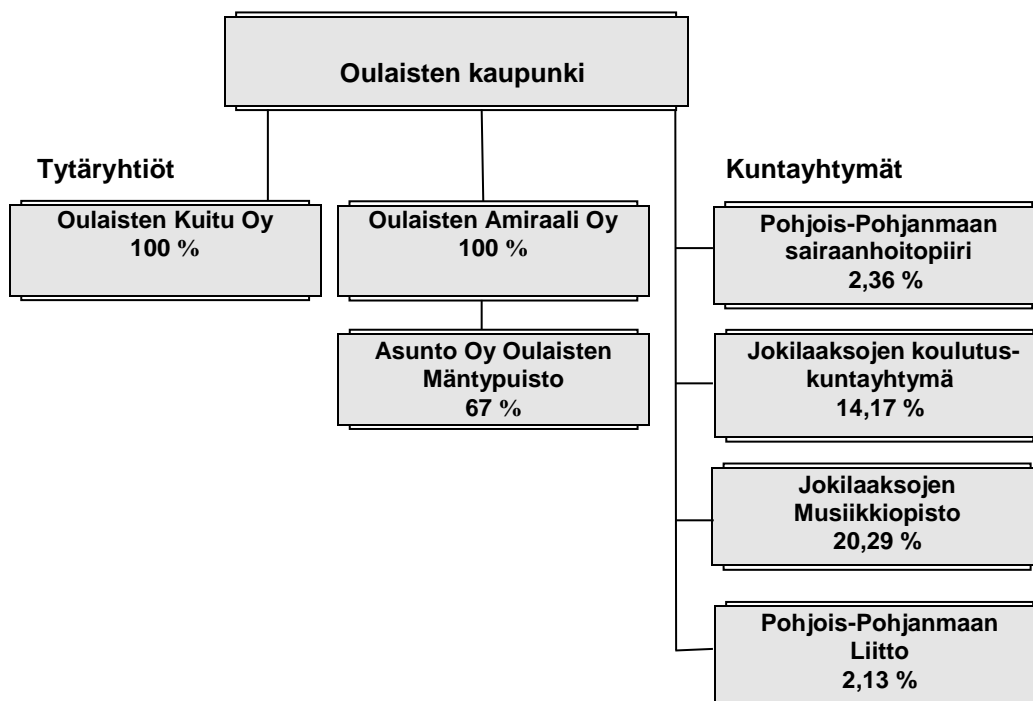 Oulaisten kaupunki
Tytäryhtiöt
Kuntayhtymät
Oulaisten Kuitu Oy
100 %
Oulaisten Amiraali Oy
100 %
Asunto Oy Oulaisten
Mäntypuisto
67 %
Pohjois-Pohjanmaan
sairaanhoitopiiri
2,36 %
Jokilaaksojen koulutus-
kuntayhtymä
14,17 %
Jokilaaksojen
Musiikkiopisto
20,29 %
Pohjois-Pohjanmaan
Liitto
2,13 %